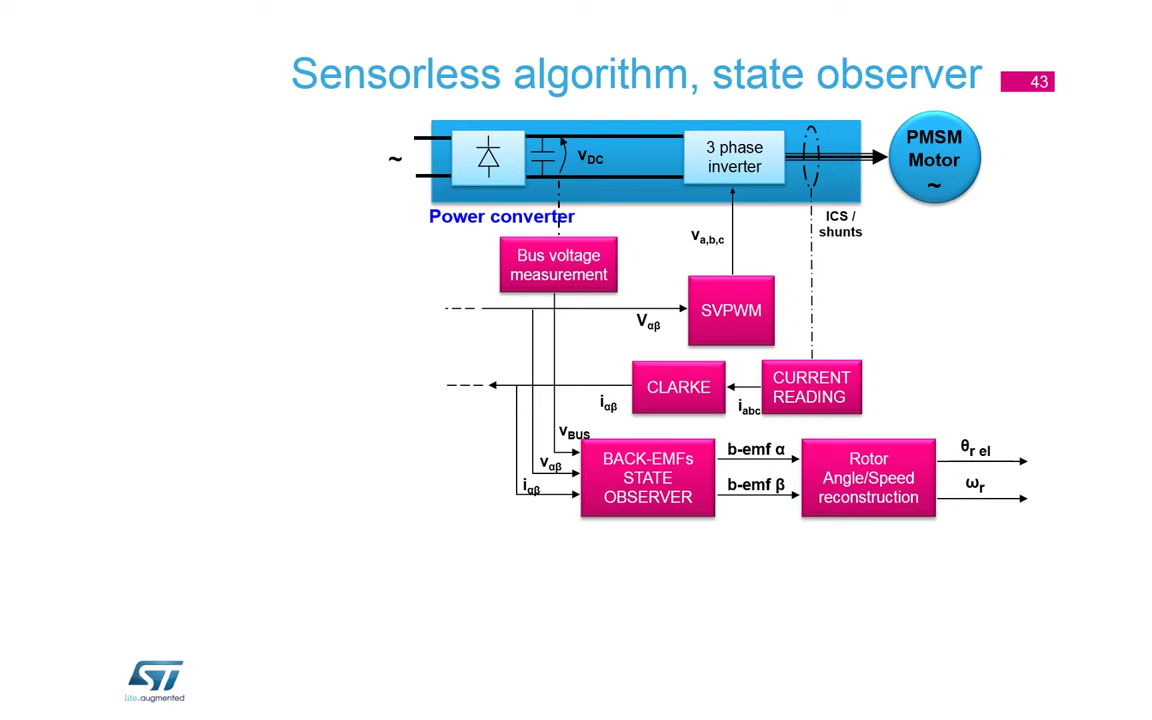 Sensorless algorithm, state observer
43
~
vDC
3 phase
inverter
PMSM
Motor
~
Power converter
ICS /
shunts
va,b,c
Bus voltage
measurement
Vαβ
SVPWM
iαβ
CLARKE
iabc
CURRENT
READING
vBUS
vαβ
iαβ
BACK-EMFs
STATE
OBSERVER
b-emf α
b-emf β
Rotor
Angle/Speed
reconstruction
θr el
ωr
ST
life.augmented